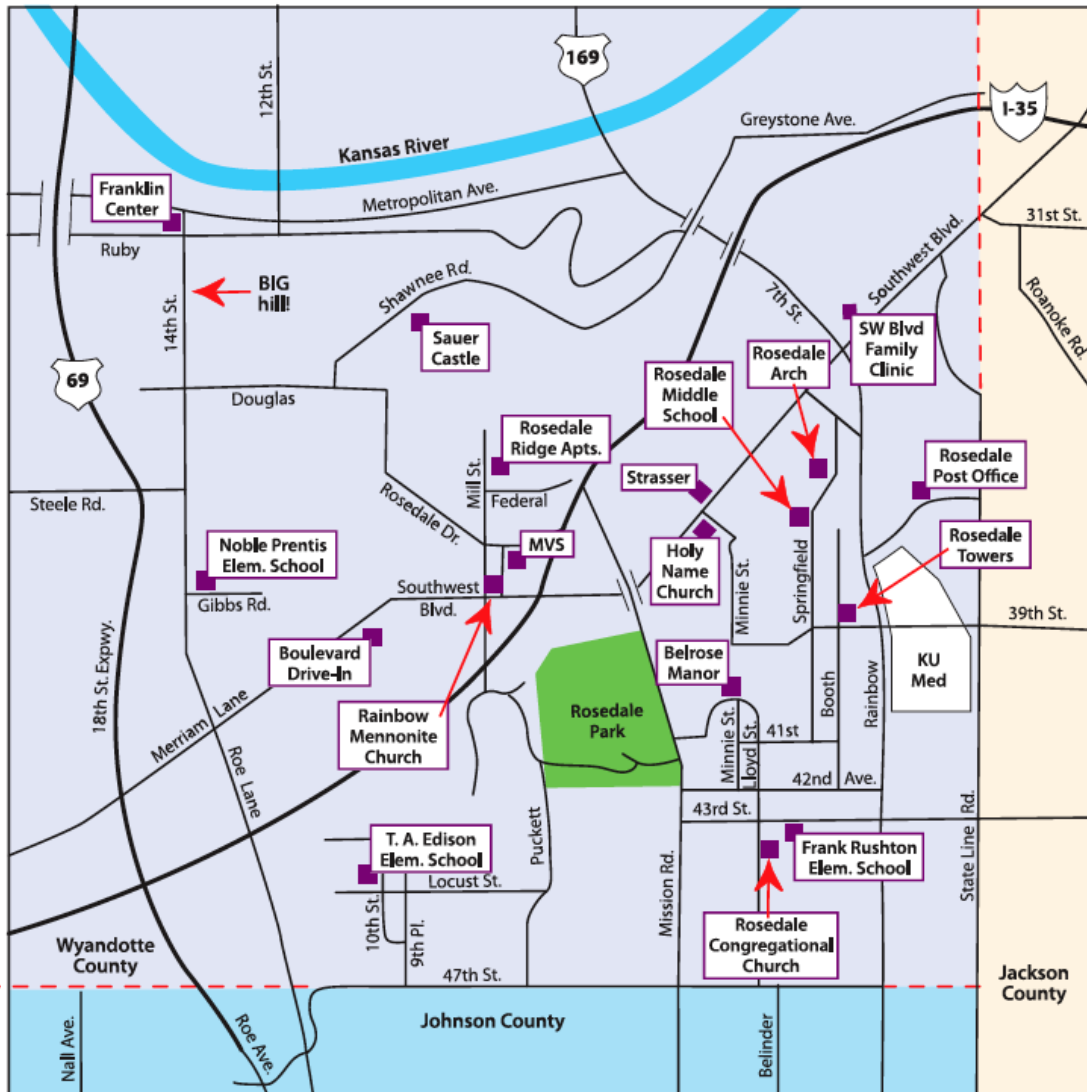 169
I-35
12th St.
Greystone Ave.
Kansas River
Franklin
Center
Metropolitan Ave.
31st St.
Ruby
Southwest Blvd.
BIG
hill!
Shawnee Rd.
7th St.
Roanoke Rd.
14th St.
Sauer
Castle
SW Blvd
Family
Clinic
Rosedale
Arch
69
Rosedale
Middle
School
Douglas
Rosedale
Ridge Apts.
Rosedale
Post Office
Mill St.
Strasser
Federal
Steele Rd.
Rosedale Dr.
MVS
Rosedale
Towers
Noble Prentis
Elem. School
Holy
Name
Church
Minnie St.
Springfield
Southwest
Blvd.
Gibbs Rd.
39th St.
Boulevard
Drive-In
Belrose
Manor
KU
Med
Booth
Rainbow
18th St. Expwy.
Merriam Lane
Rainbow
Mennonite
Church
Rosedale
Park
Minnie St.
Lloyd St.
41st
Roe Lane
42nd Ave.
43rd St.
Puckett
T. A. Edison
Elem. School
Frank Rushton
Elem. School
State Line Rd.
Mission Rd.
Locust St.
10th St.
9th Pl.
Rosedale
Congregational
Church
Wyandotte
County
47th St.
Jackson
County
Johnson County
Nall Ave.
Roe Ave.
Belinder